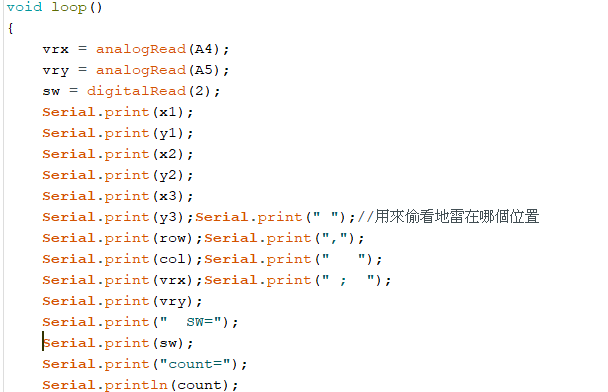 void loop()
{
    vrx = analogRead(A4);
    vry = analogRead(A5);
    sw = digitalRead(2);
    Serial.print(x1);
    Serial.print(y1);
    Serial.print(x2);
    Serial.print(y2);
    Serial.print(x3);
    Serial.print(y3);Serial.print(" ");//用來偷看地雷在哪個位置
    Serial.print(row);Serial.print(",");
    Serial.print(col);Serial.print("   ");
    Serial.print(vrx);Serial.print(" ;  ");
    Serial.print(vry);
    Serial.print("  SW=");
    Serial.print(sw);
    Serial.print("count=");
    Serial.println(count);